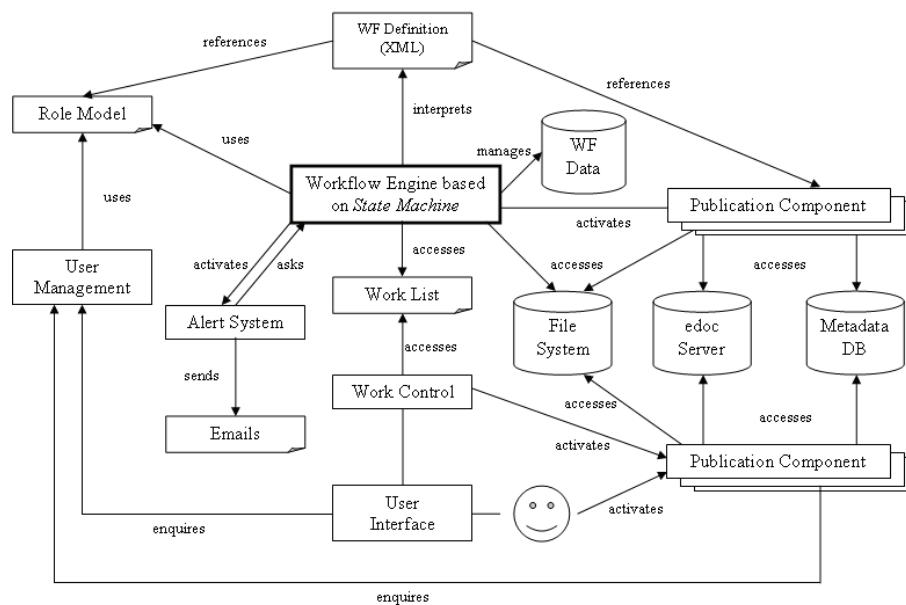 WF Definition
(XML)
references
references
Role Model
interprets
uses
manages
WF
Data
Workflow Engine based
on State Machine
Publication Component
uses
activates
accesses
activates
asks
accesses
accesses
User
Management
Work List
Alert System
File
System
edoc
Server
Metadata
DB
accesses
sends
Work Control
accesses
accesses
Emails
activates
Publication Component
User
Interface
activates
enquires
enquires